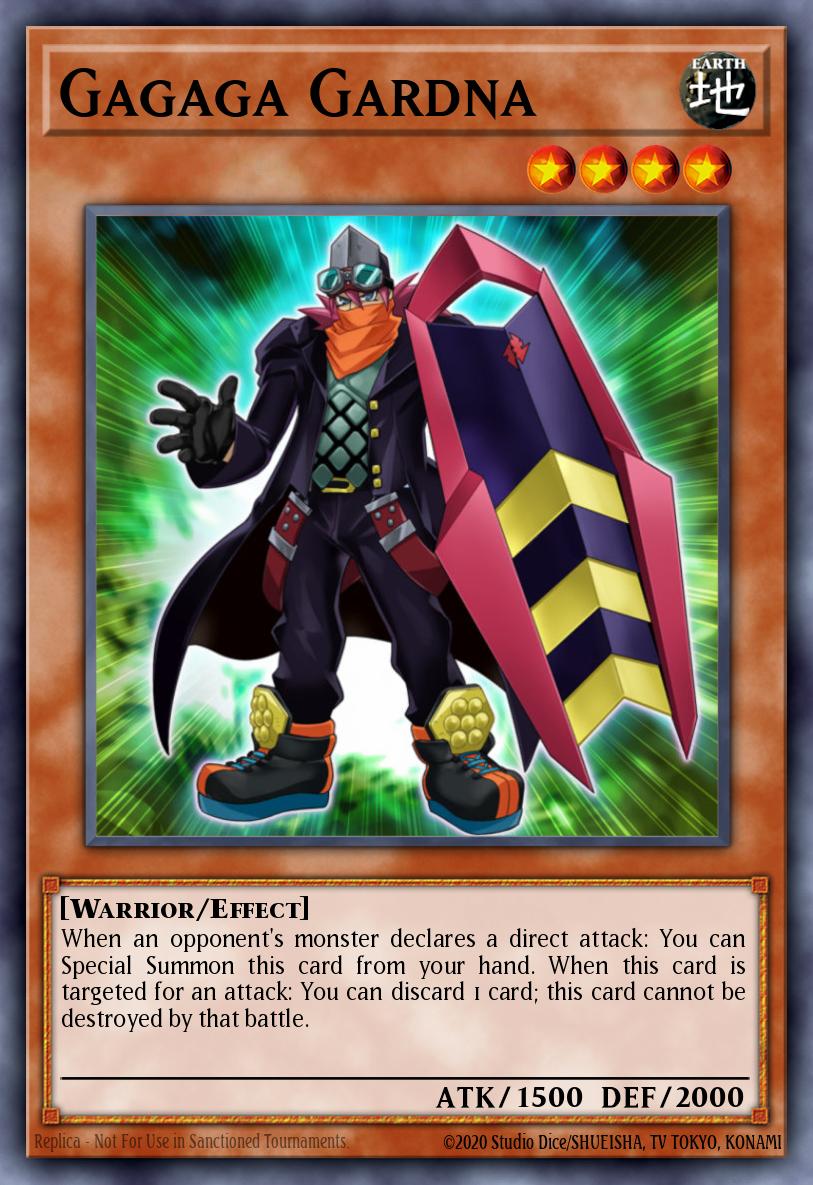 Gagaga Gardna
EARTH
地
[Warrior/Effect]
When an opponent's monster declares a direct attack: You can
Special Summon this card from your hand. When this card is
targeted for an attack: You can discard 1 card; this card cannot be
destroyed by that battle.
ATK/1500 DEF/2000
Replica - Not For Use in Sanctioned Tournaments.
©2020 Studio Dice/SHUEISHA, TV TOKYO, KONAMI